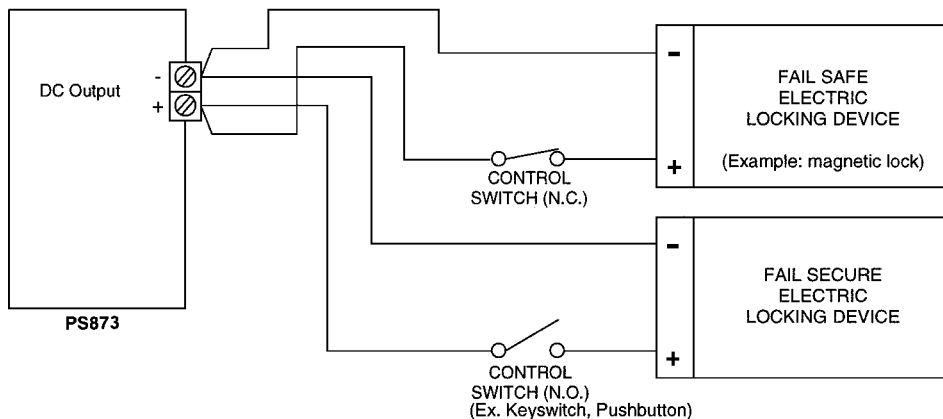 DC Output
-
+
PS873
-
+
FAIL SAFE
ELECTRIC
LOCKING DEVICE
(Example: magnetic lock)
CONTROL
SWITCH (N.C.)
-
+
FAIL SECURE
ELECTRIC
LOCKING DEVICE
CONTROL
SWITCH (N.O.)
(Ex. Keyswitch, Pushbutton)